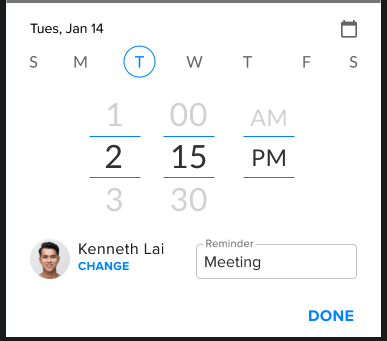 Tues, Jan 14
S M T W T F S
1 00 AM
2 15 PM
3 30
Kenneth Lai
CHANGE
Reminder
Meeting
DONE